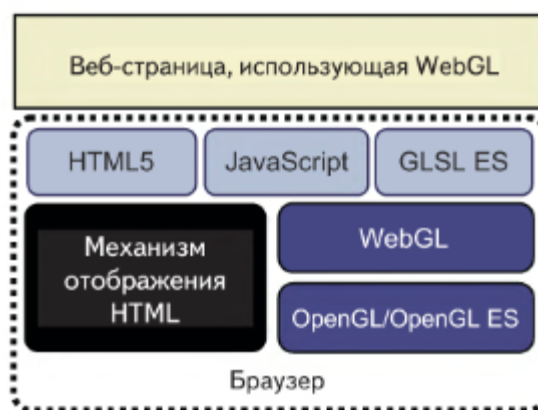 Веб-страница, использующая WebGL
HTML5
JavaScript
GLSL ES
Механизм
отображения
HTML
WebGL
OpenGL/OpenGL ES
Браузер